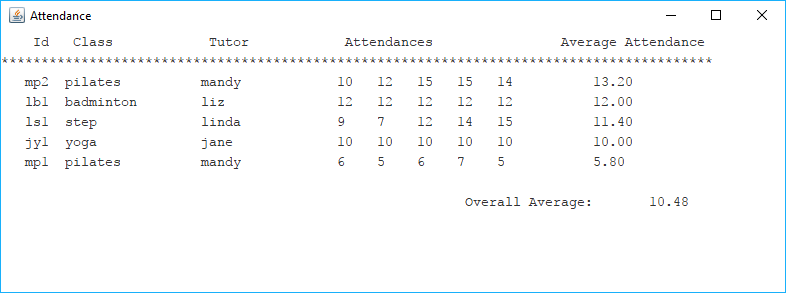 Attendance
Id Class Tutor Attendances Average Attendance
*****************************************************************************************
mp2 pilates mandy 10 12 15 15 14 13.20
lb1 badminton liz 12 12 12 12 12 12.00
ls1 step linda 9 7 12 14 15 11.40
jy1 yoga jane 10 10 10 10 10 10.00
mp1 pilates mandy 6 5 6 7 5 5.80
Overall Average: 10.48